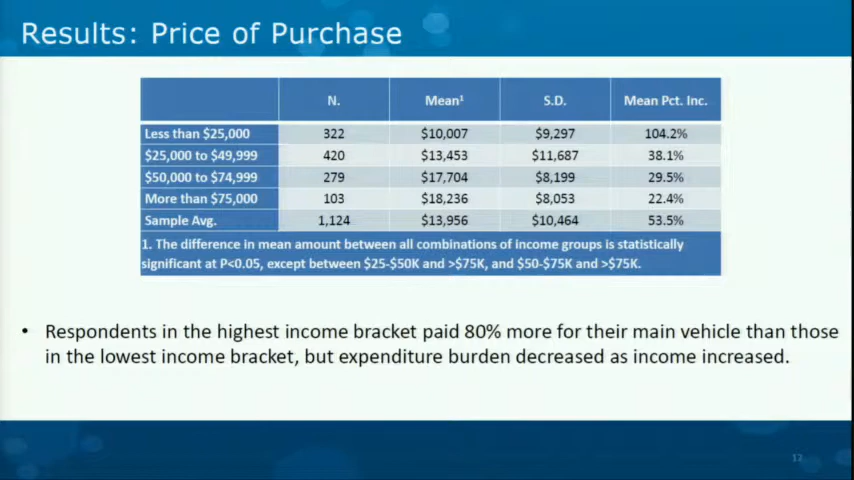 Results: Price of Purchase
N. Mean¹ S.D. Mean Pct. Inc.
Less than $25,000 322 $10,007 $9,297 104.2%
$25,000 to $49,999 420 $13,453 $11,687 38.1%
$50,000 to $74,999 279 $17,704 $8,199 29.5%
More than $75,000 103 $18,236 $8,053 22.4%
Sample Avg. 1,124 $13,956 $10,464 53.5%
1. The difference in mean amount between all combinations of income groups is statistically
significant at P<0.05, except between $25-$50K and >$75K, and $50-$75K and >$75K.
• Respondents in the highest income bracket paid 80% more for their main vehicle than those
in the lowest income bracket, but expenditure burden decreased as income increased.
12